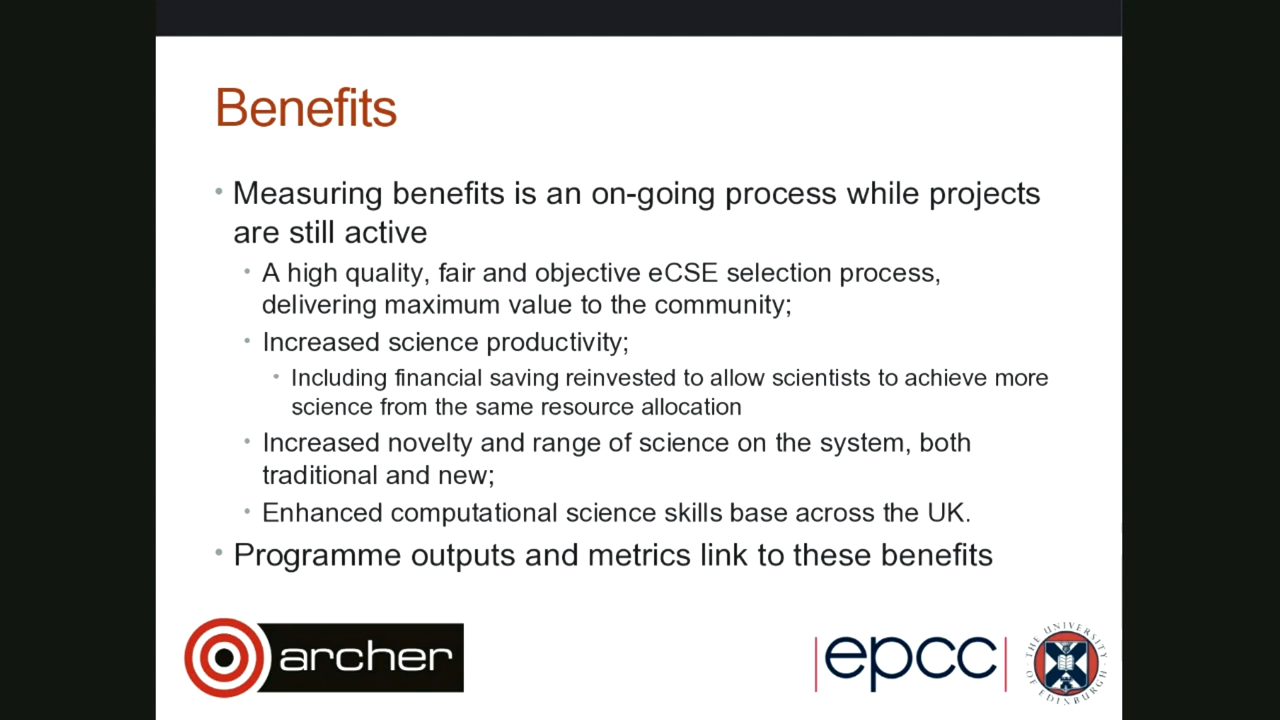 Benefits
• Measuring benefits is an on-going process while projects
are still active
• A high quality, fair and objective eCSE selection process,
delivering maximum value to the community;
• Increased science productivity;
• Including financial saving reinvested to allow scientists to achieve more
science from the same resource allocation
• Increased novelty and range of science on the system, both
traditional and new;
• Enhanced computational science skills base across the UK.
• Programme outputs and metrics link to these benefits
archer
epcc
THE UNIVERSITY
OF EDINBURGH